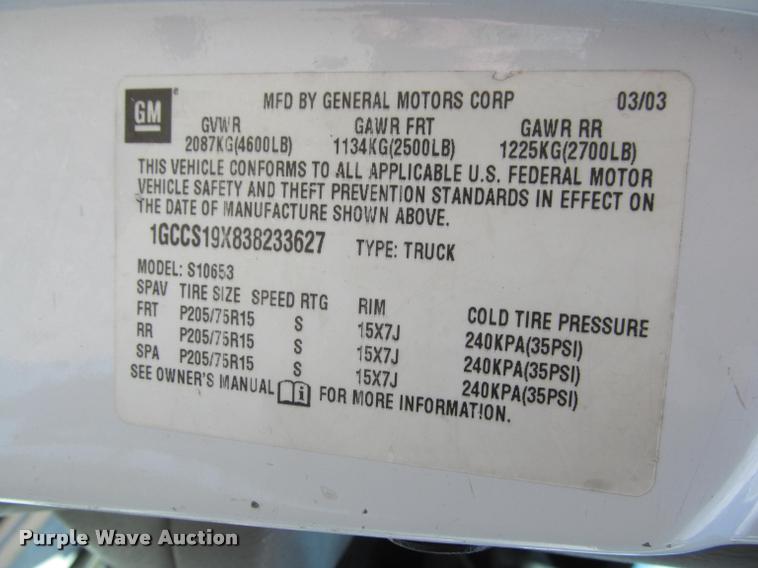 GM ®
MFD BY GENERAL MOTORS CORP 03/03
GVWR GAWR FRT GAWR RR
2087KG(4600LB) 1134KG(2500LB) 1225KG(2700LB)
THIS VEHICLE CONFORMS TO ALL APPLICABLE U.S. FEDERAL MOTOR
VEHICLE SAFETY AND THEFT PREVENTION STANDARDS IN EFFECT ON
THE DATE OF MANUFACTURE SHOWN ABOVE.
1GCCS19X838233627 TYPE: TRUCK
MODEL: S10653
SPAV TIRE SIZE SPEED RTG RIM COLD TIRE PRESSURE
FRT P205/75R15 S 15X7J 240KPA(35PSI)
RR P205/75R15 S 15X7J 240KPA(35PSI)
SPA P205/75R15 S 15X7J 240KPA(35PSI)
SEE OWNER'S MANUAL i FOR MORE INFORMATION.
Purple Wave Auction